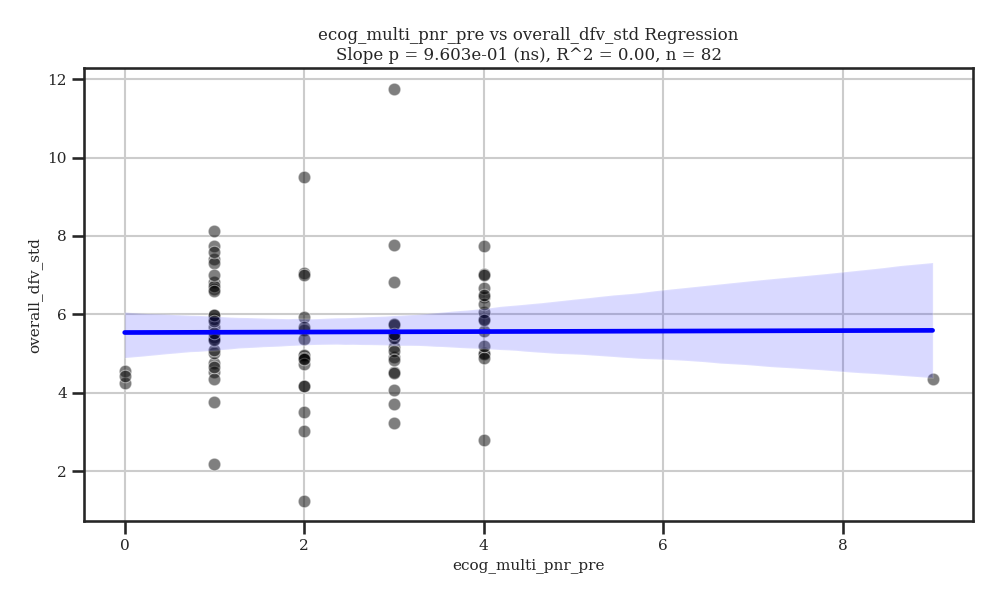 ecog_multi_pnr_pre vs overall_dfv_std Regression
Slope p = 9.603e-01 (ns), R^2 = 0.00, n = 82
overall_dfv_std
12
10
8
6
4
2
0
2
4
6
8
ecog_multi_pnr_pre